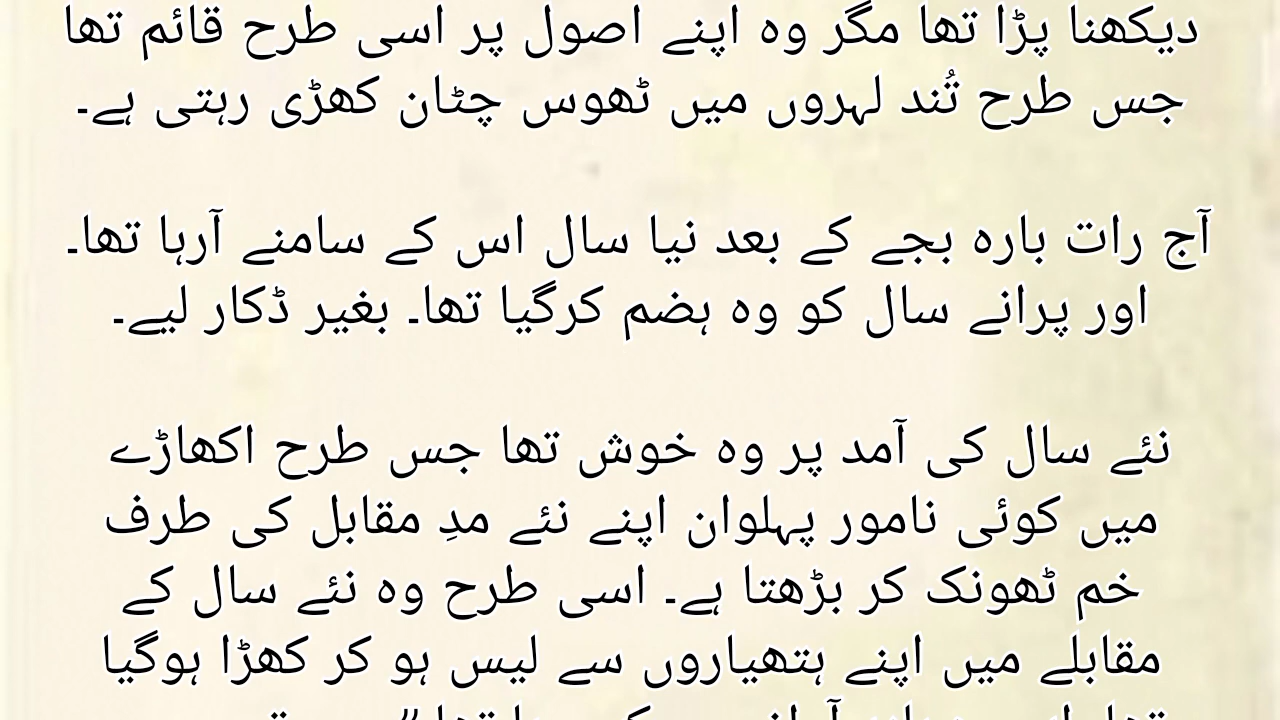 دیکھنا پڑا تھا مگر وہ اپنے اصول پر اسی طرح قائم تھا
جس طرح تُند لہروں میں ٹھوس چٹان کھڑی رہتی ہے۔
آج رات بارہ بجے کے بعد نیا سال اس کے سامنے آرہا تھا۔
اور پرانے سال کو وہ ہضم کرگیا تھا۔ بغیر ڈکار لیے۔
نئے سال کی آمد پر وہ خوش تھا جس طرح اکھاڑے
میں کوئی نامور پہلوان اپنے نئے مدِ مقابل کی طرف
خم ٹھونک کر بڑھتا ہے۔ اسی طرح وہ نئے سال کے
مقابلے میں اپنے ہتھیاروں سے لیس ہو کر کھڑا ہوگیا